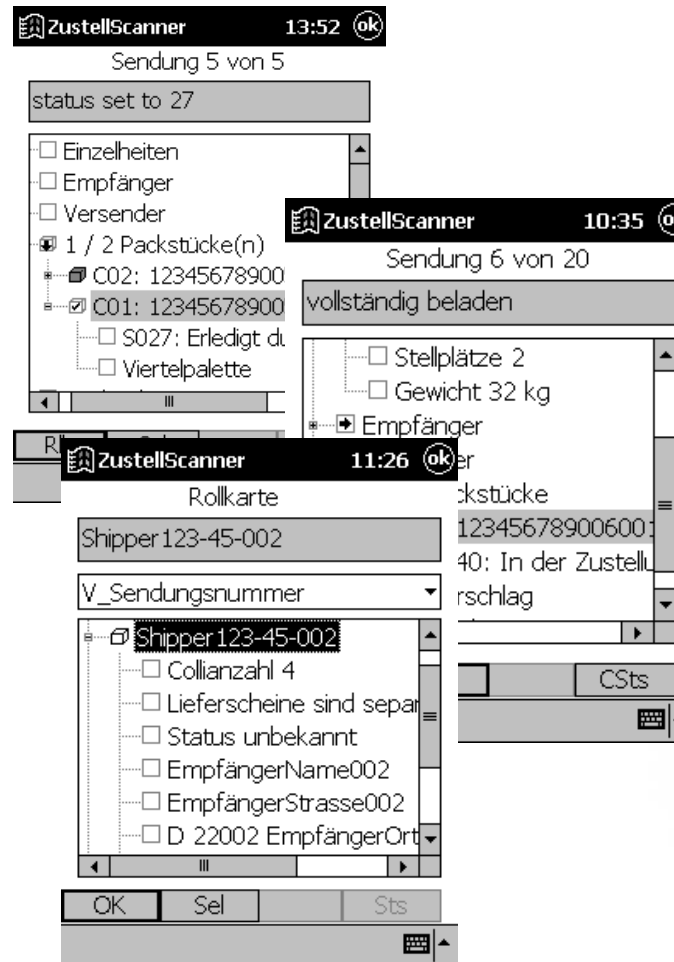 ZustellScanner 13:52 ok
Sendung 5 von 5
status set to 27
Einzelheiten
Empfänger
Versender
1 / 2 Packstücke(n)
C02: 12345678900
C01: 12345678900
S027: Erledigt du
Viertelpalette
ZustellScanner 10:35
Sendung 6 von 20
vollständig beladen
Stellplätze 2
Gewicht 32 kg
Empfänger
er
ckstücke
12345678900600
40: In der Zustellu
rschlag
CSts
ZustellScanner 11:26 ok
Rollkarte
Shipper123-45-002
V_Sendungsnummer
Shipper123-45-002
Collianzahl 4
Lieferscheine sind separ
Status unbekannt
EmpfängerName002
EmpfängerStrasse002
D 22002 EmpfängerOrt
OK Sel Sts